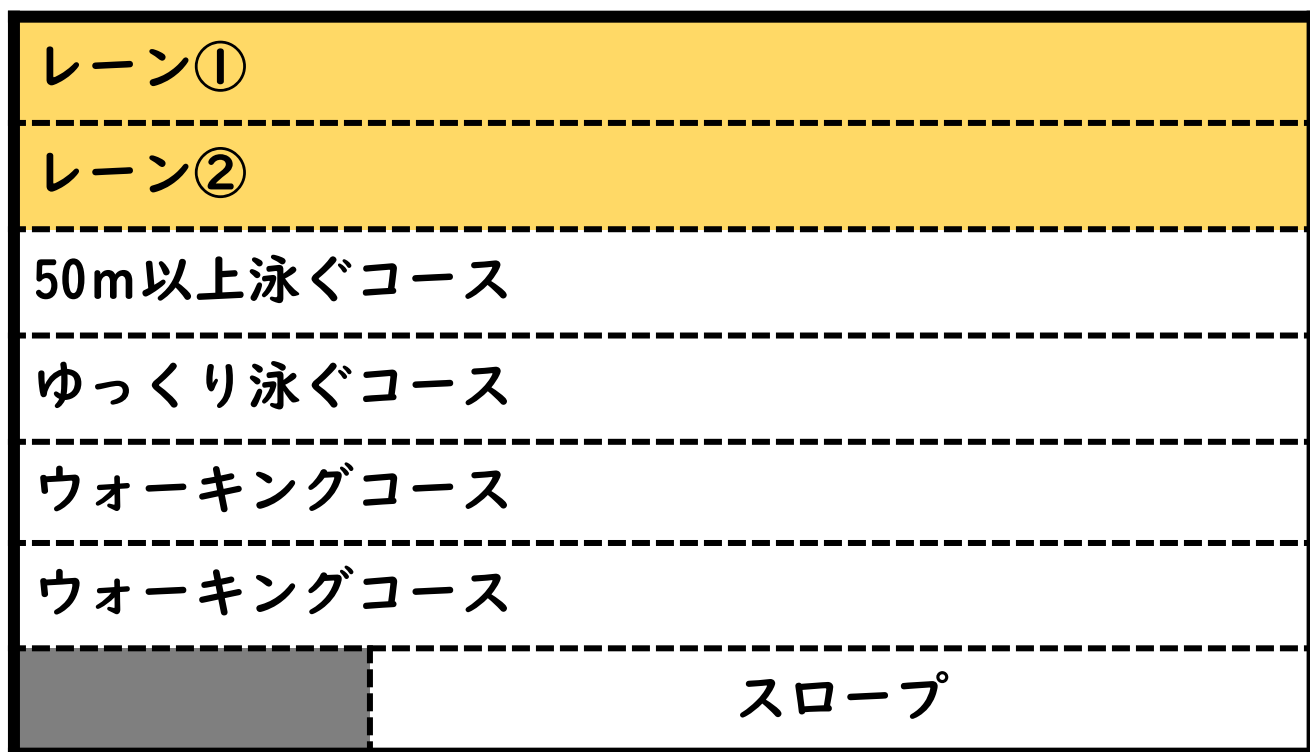 レーン①
レーン②
50m以上泳ぐコース
ゆっくり泳ぐコース
ウォーキングコース
ウォーキングコース
スロープ